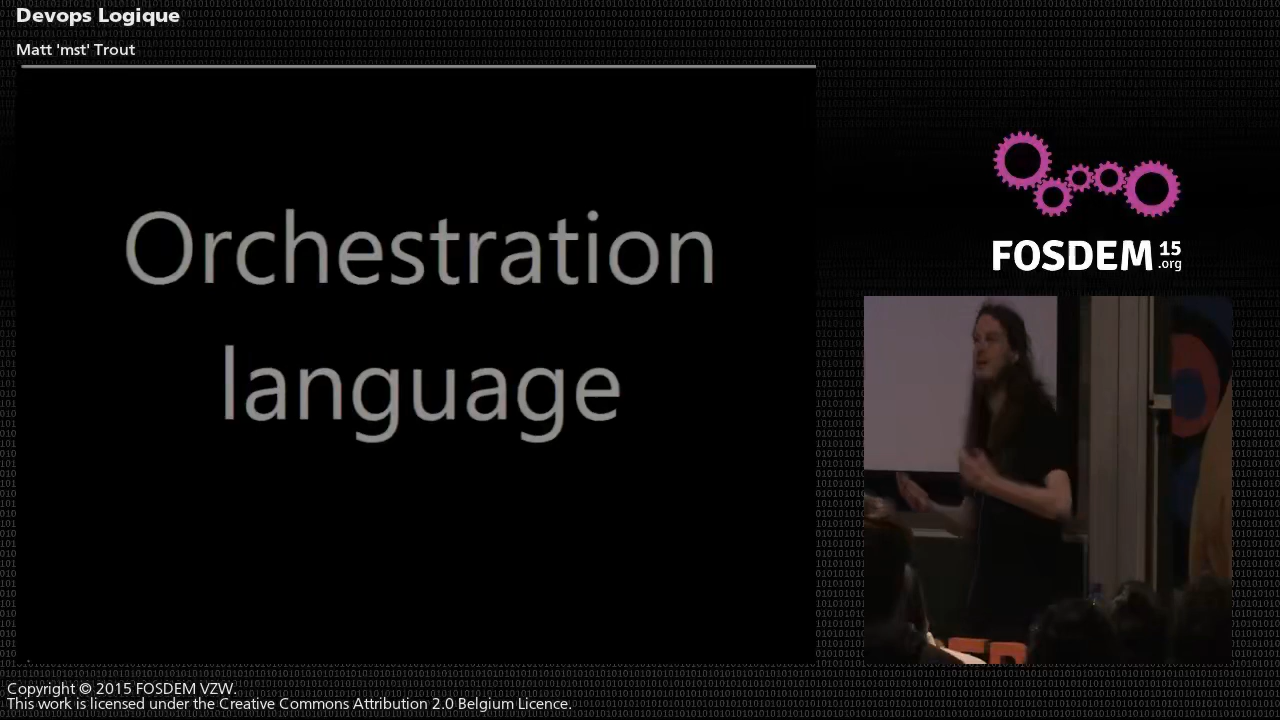 Devops Logique
Matt 'mst' Trout
Orchestration
language
FOSDEM 15
.org
Copyright © 2015 FOSDEM VZW.
This work is licensed under the Creative Commons Attribution 2.0 Belgium Licence.